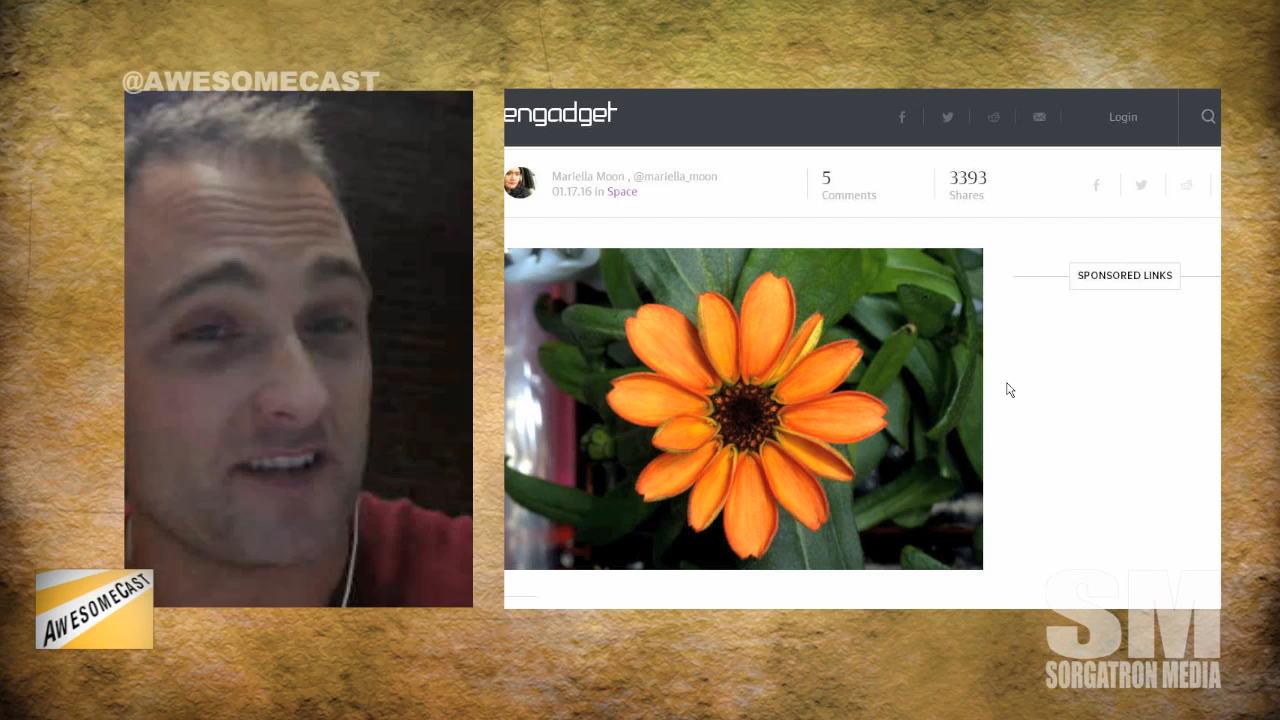 @AWESOMECAST
engadget
Login
Mariella Moon , @mariella_moon
01.17.16 in Space
5
Comments
3393
Shares
SPONSORED LINKS
AWESOMECAST
SM
SORGATRON MEDIA